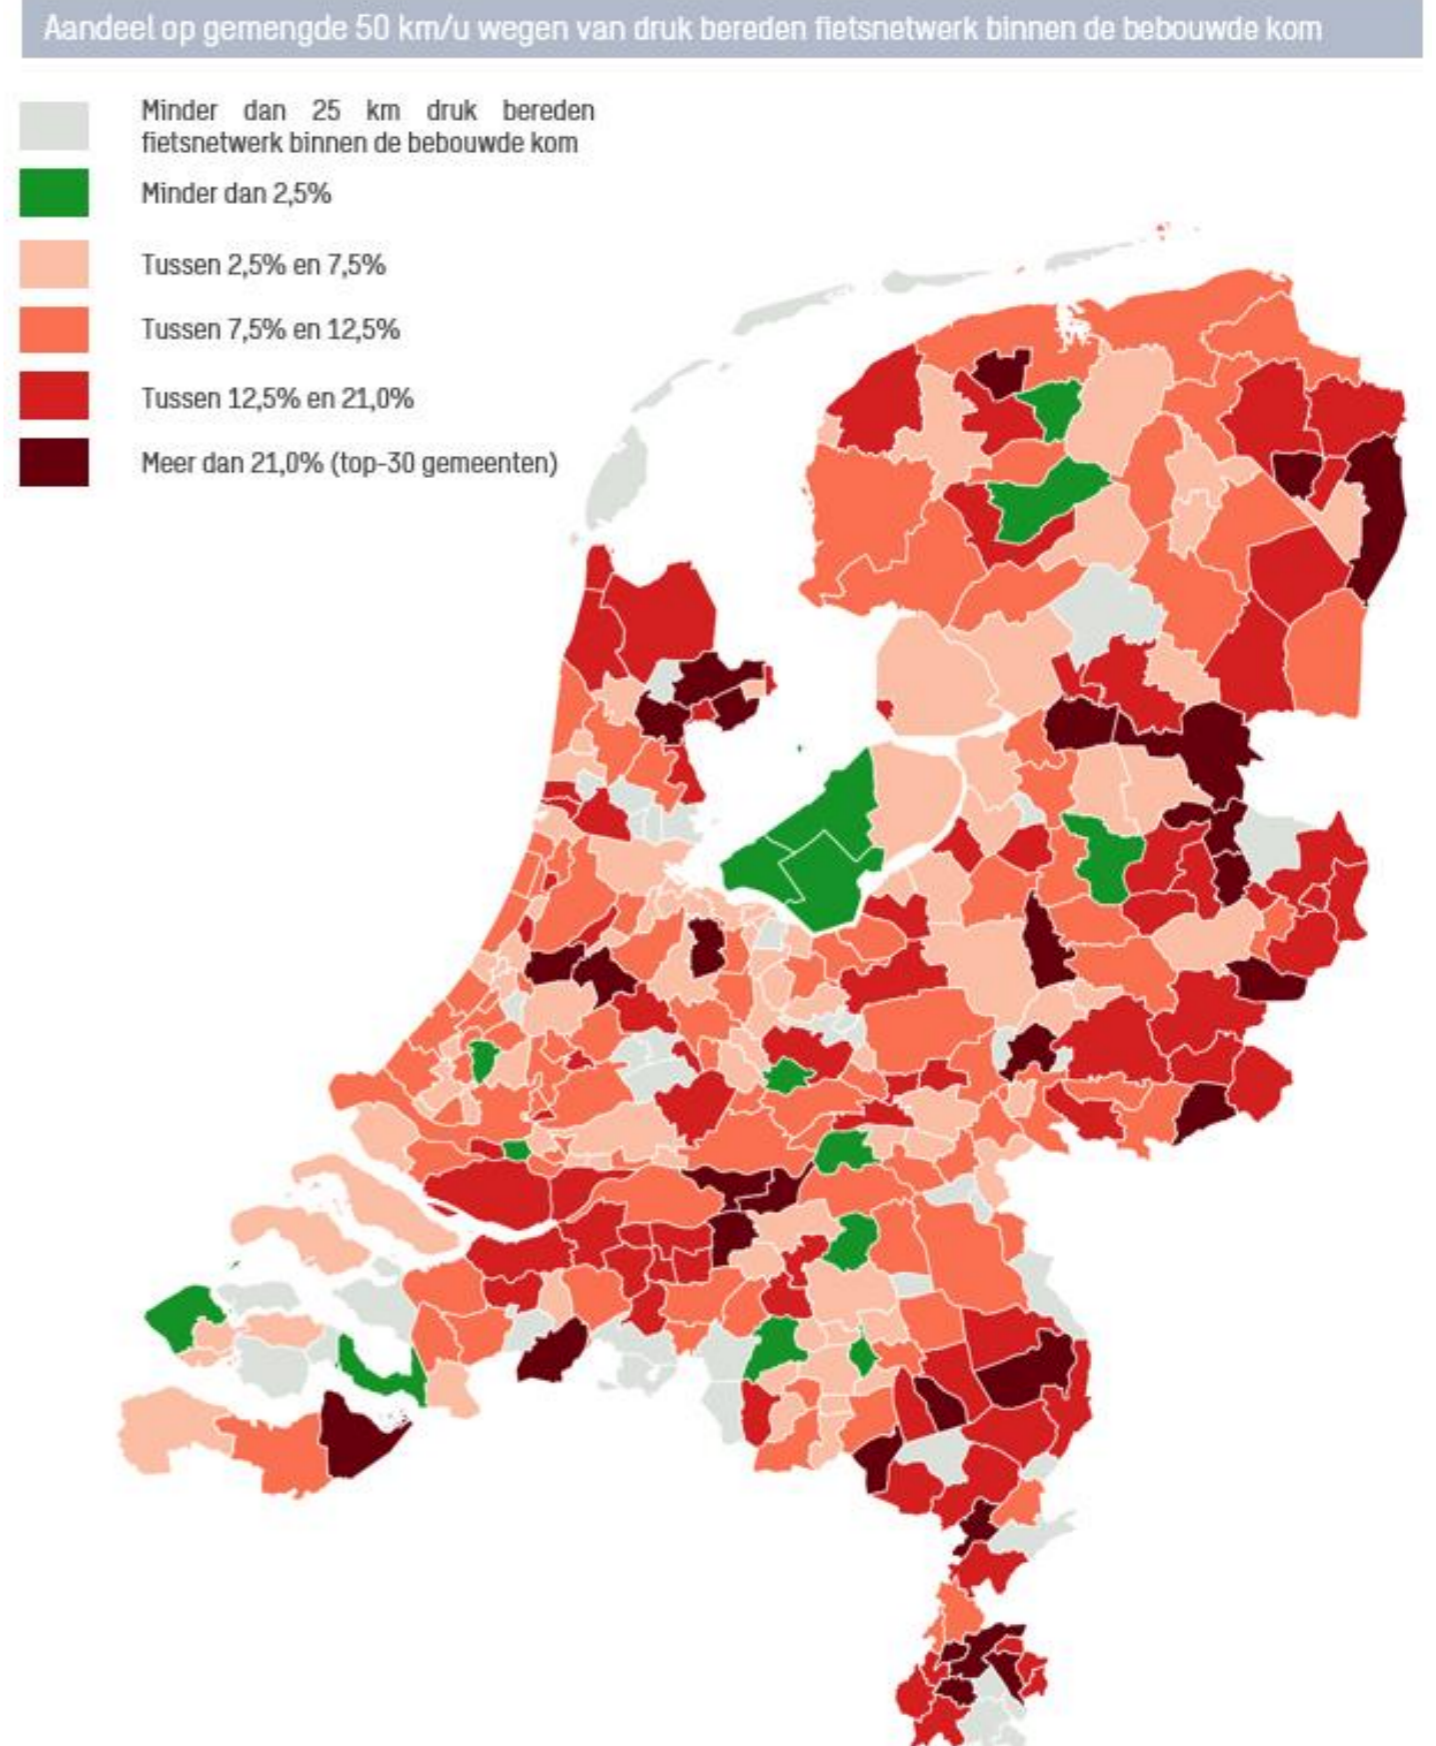 Aandeel op gemengde 50 km/u wegen van druk bereden fietsnetwerk binnen de bebouwde kom
Minder dan 25 km druk bereden
fietsnetwerk binnen de bebouwde kom
Minder dan 2,5%
Tussen 2,5% en 7,5%
Tussen 7,5% en 12,5%
Tussen 12,5% en 21,0%
Meer dan 21,0% (top-30 gemeenten)